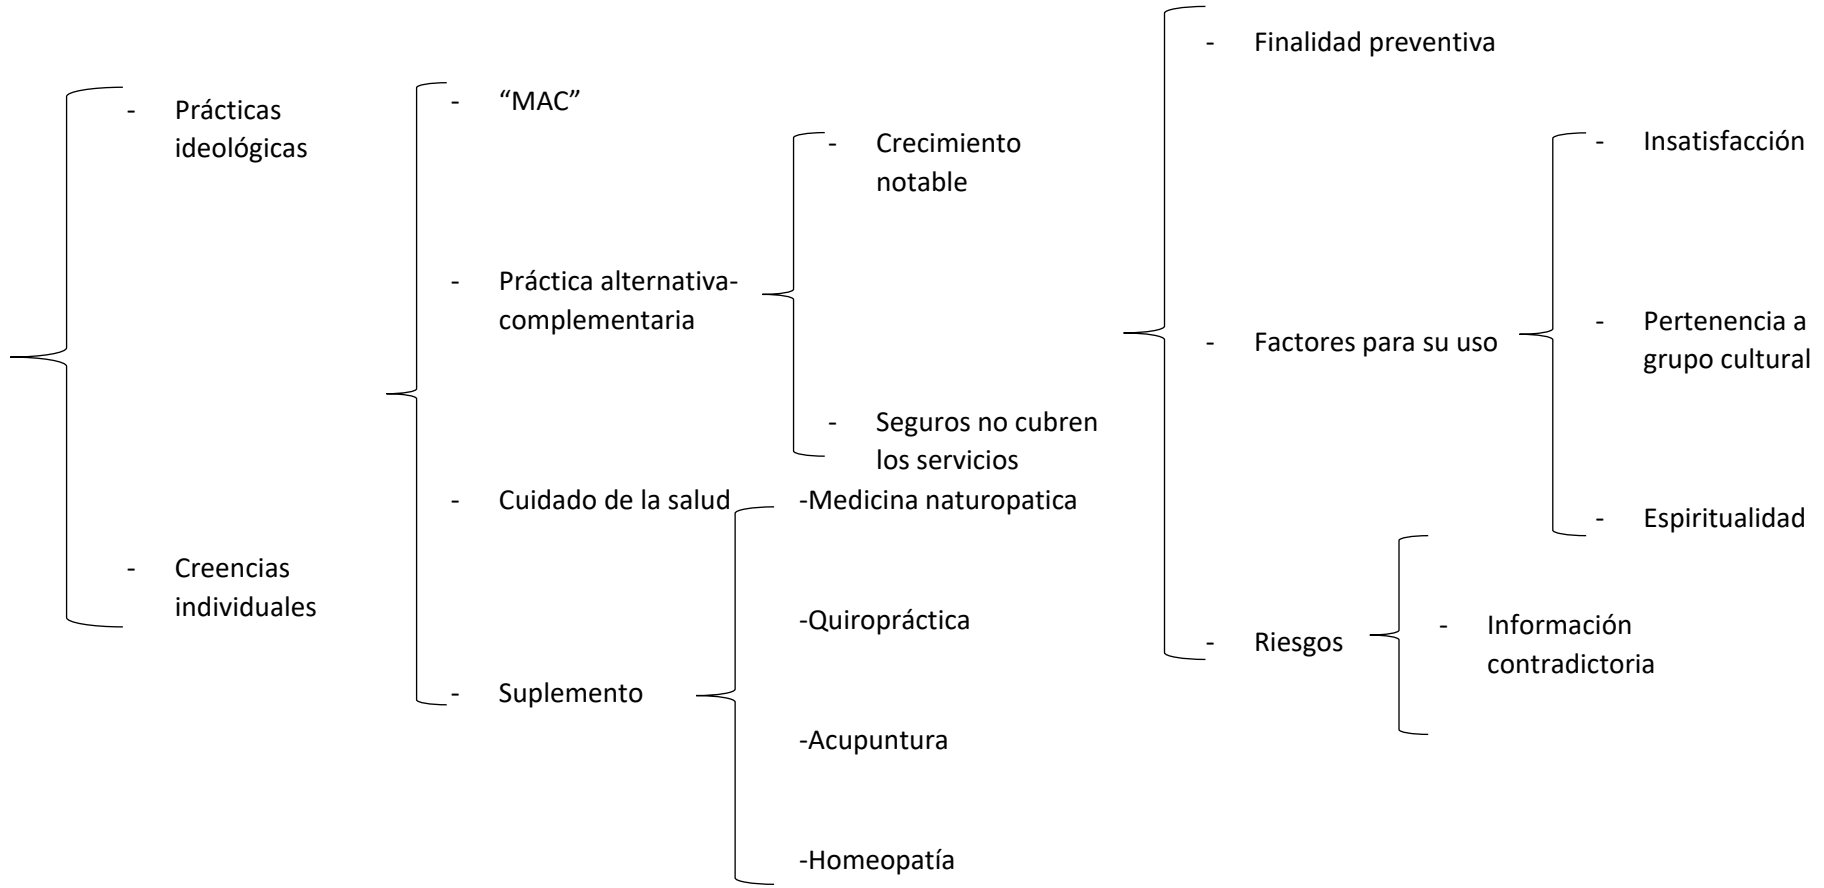 - Prácticas
ideológicas
- Creencias
individuales
- “MAC”
- Práctica alternativa-
complementaria
- Cuidado de la salud
- Suplemento
- Crecimiento
notable
- Seguros no cubren
los servicios
-Medicina naturopatica
-Quiropráctica
-Acupuntura
-Homeopatía
- Finalidad preventiva
- Factores para su uso
- Riesgos
- Insatisfacción
- Pertenencia a
grupo cultural
- Espiritualidad
- Información
contradictoria